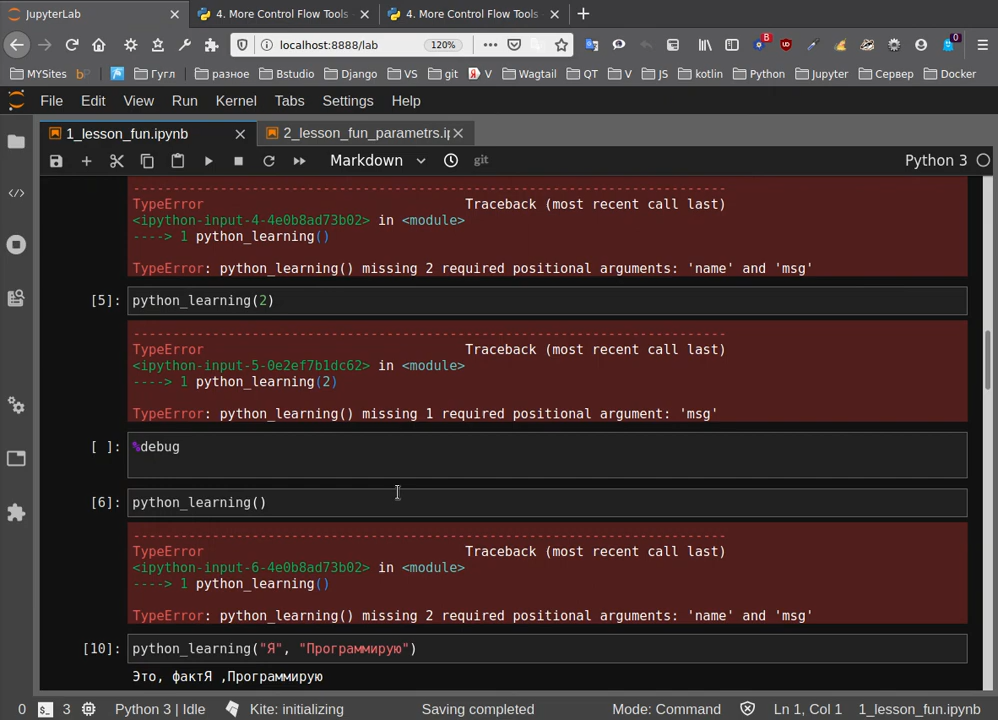 JupyterLab
4. More Control Flow Tools
4. More Control Flow Tools
localhost:8888/lab
120%
B
0
MYSites
Гугл
разное
Bstudio
Django
VS
git
V
Wagtail
QT
V
JS
kotlin
Python
Jupyter
Сервер
Docker
File Edit View Run Kernel Tabs Settings Help
1_lesson_fun.ipynb
2_lesson_fun_parametrs.ip
Markdown
git
Python 3
---------------------------------------------------------------------------
TypeError Traceback (most recent call last)
<ipython-input-4-4e0b8ad73b02> in <module>
----> 1 python_learning()
TypeError: python_learning() missing 2 required positional arguments: 'name' and 'msg'
[5]: python_learning(2)
---------------------------------------------------------------------------
TypeError Traceback (most recent call last)
<ipython-input-5-0e2ef7b1dc62> in <module>
----> 1 python_learning(2)
TypeError: python_learning() missing 1 required positional argument: 'msg'
[ ]: %debug
[6]: python_learning()
---------------------------------------------------------------------------
TypeError Traceback (most recent call last)
<ipython-input-6-4e0b8ad73b02> in <module>
----> 1 python_learning()
TypeError: python_learning() missing 2 required positional arguments: 'name' and 'msg'
[10]: python_learning("Я", "Программирую")
Это, фактЯ ,Программирую
0 3 Python 3 | Idle Kite: initializing Saving completed Mode: Command Ln 1, Col 1 1_lesson_fun.ipynb